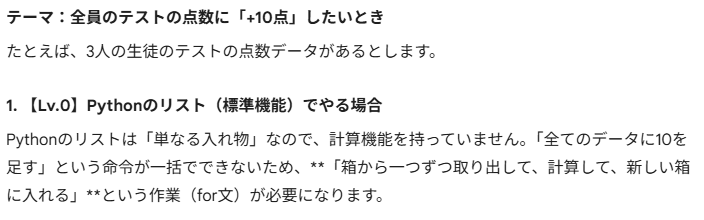 テーマ：全員のテストの点数に「+10点」したいとき
たとえば、3人の生徒のテストの点数データがあるとします。
1. 【Lv.0】Pythonのリスト（標準機能）でやる場合
Pythonのリストは「単なる入れ物」なので、計算機能を持っていません。「全てのデータに10を
足す」という命令が一括でできないため、**「箱から一つずつ取り出して、計算して、新しい箱
に入れる」**という作業（for文）が必要になります。